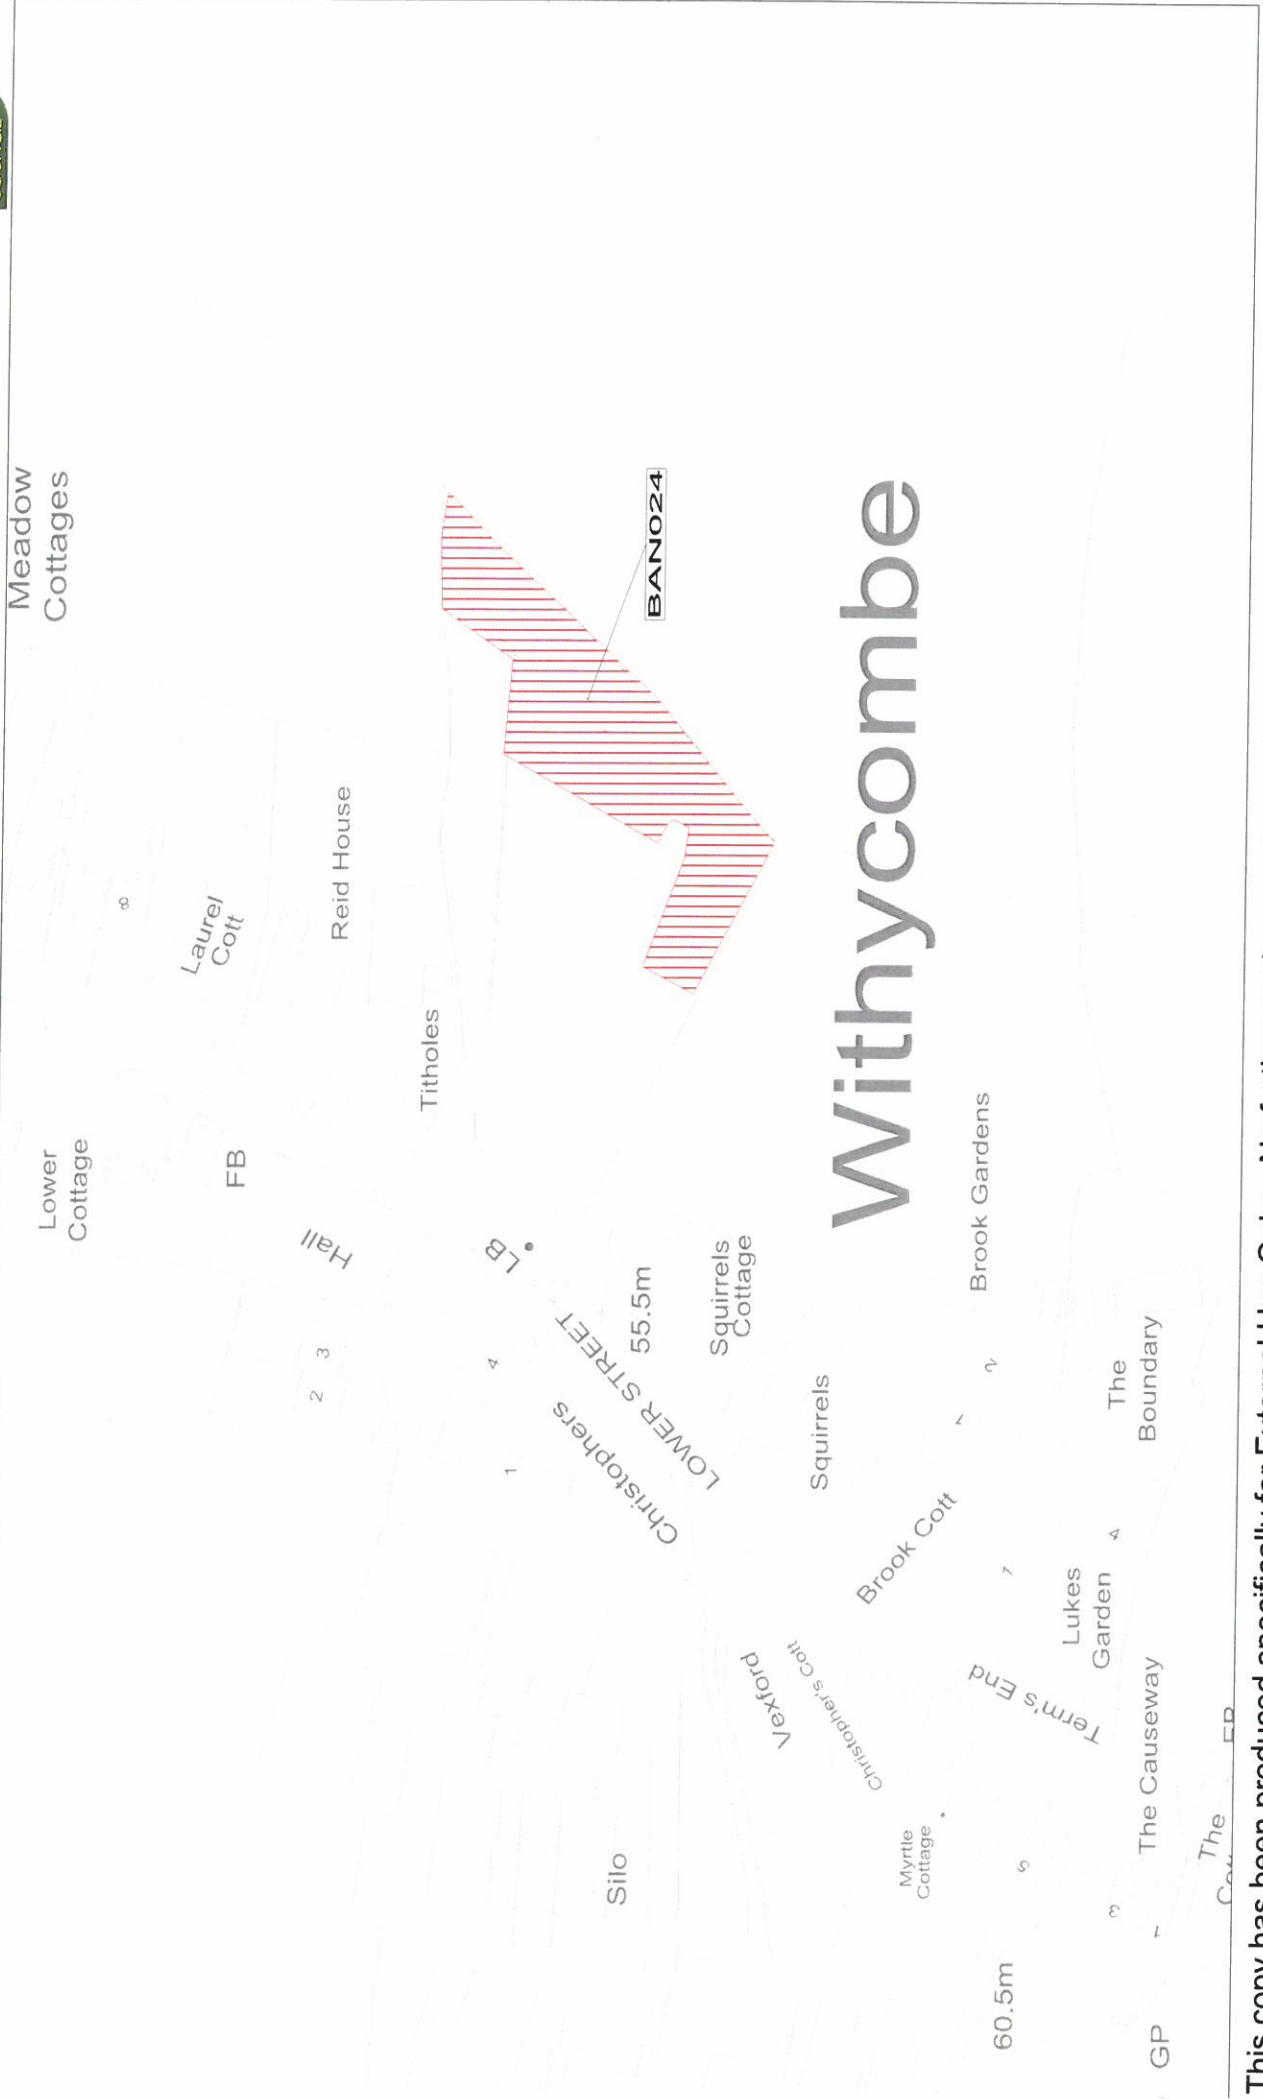 Meadow
Cottages
8
Laurel
Cott
Reid House
Lower
Cottage
FB
Hall
Titholes
BAN024
LB
2
3
4
1
55.5m
LOWER STREET
Christophers
Squirrels
Cottage
Withycombe
Squirrels
Brook Gardens
1
2
The
Boundary
Brook Cott
Vexford
Christopher's Cott
1
Lukes
Garden
4
Term's End
Silo
Myrtle
Cottage
The Causeway
5
3
1
The
60.5m
GP
This copy has been produced specifically for